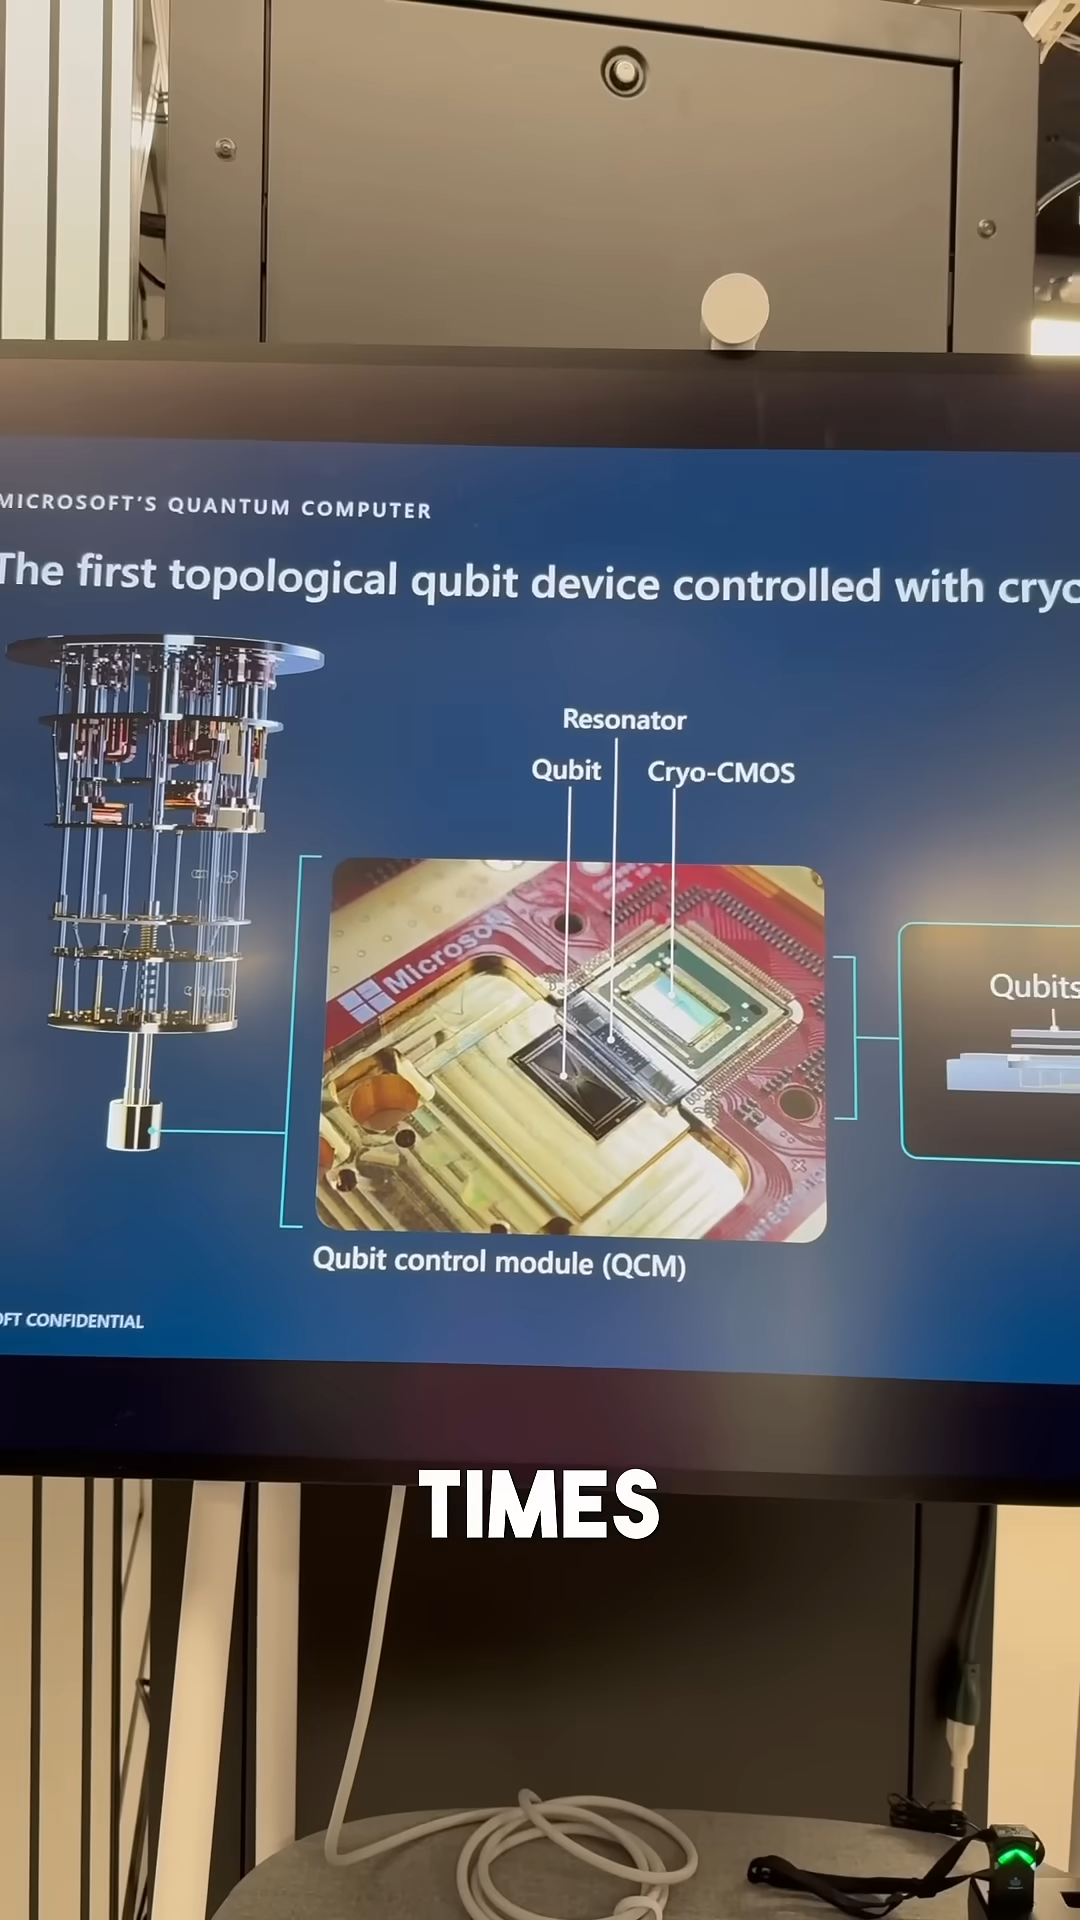 MICROSOFT'S QUANTUM COMPUTER
The first topological qubit device controlled with cryo
Resonator
Qubit
Cryo-CMOS
Microsoft
Qubits
Qubit control module (QCM)
OFT CONFIDENTIAL
TIMES